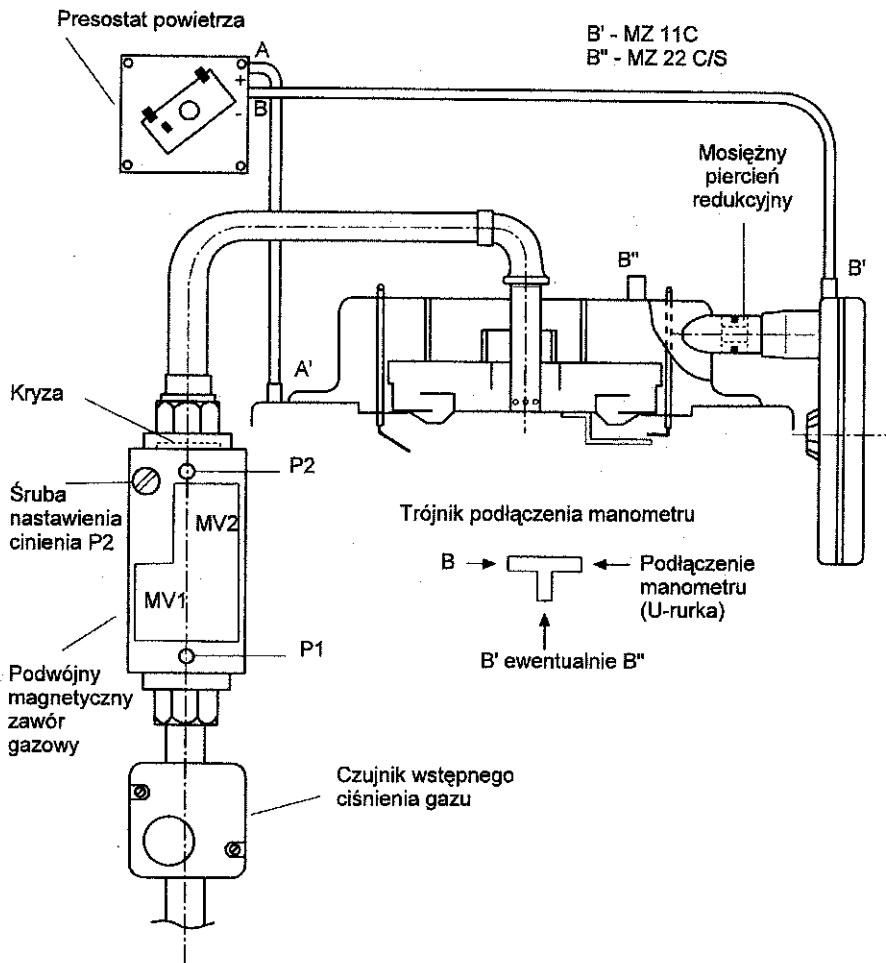 Presostat powietrza
A
+
B
-
B' - MZ 11C
B" - MZ 22 C/S
Mosiężny
piercień
redukcyjny
B"
B'
A'
Kryza
P2
Śruba
nastawienia
cinienia P2
MV2
MV1
Trójnik podłączenia manometru
B
Podłączenie
manometru
(U-rurka)
B' ewentualnie B"
P1
Podwójny
magnetyczny
zawór
gazowy
Czujnik wstępnego
ciśnienia gazu